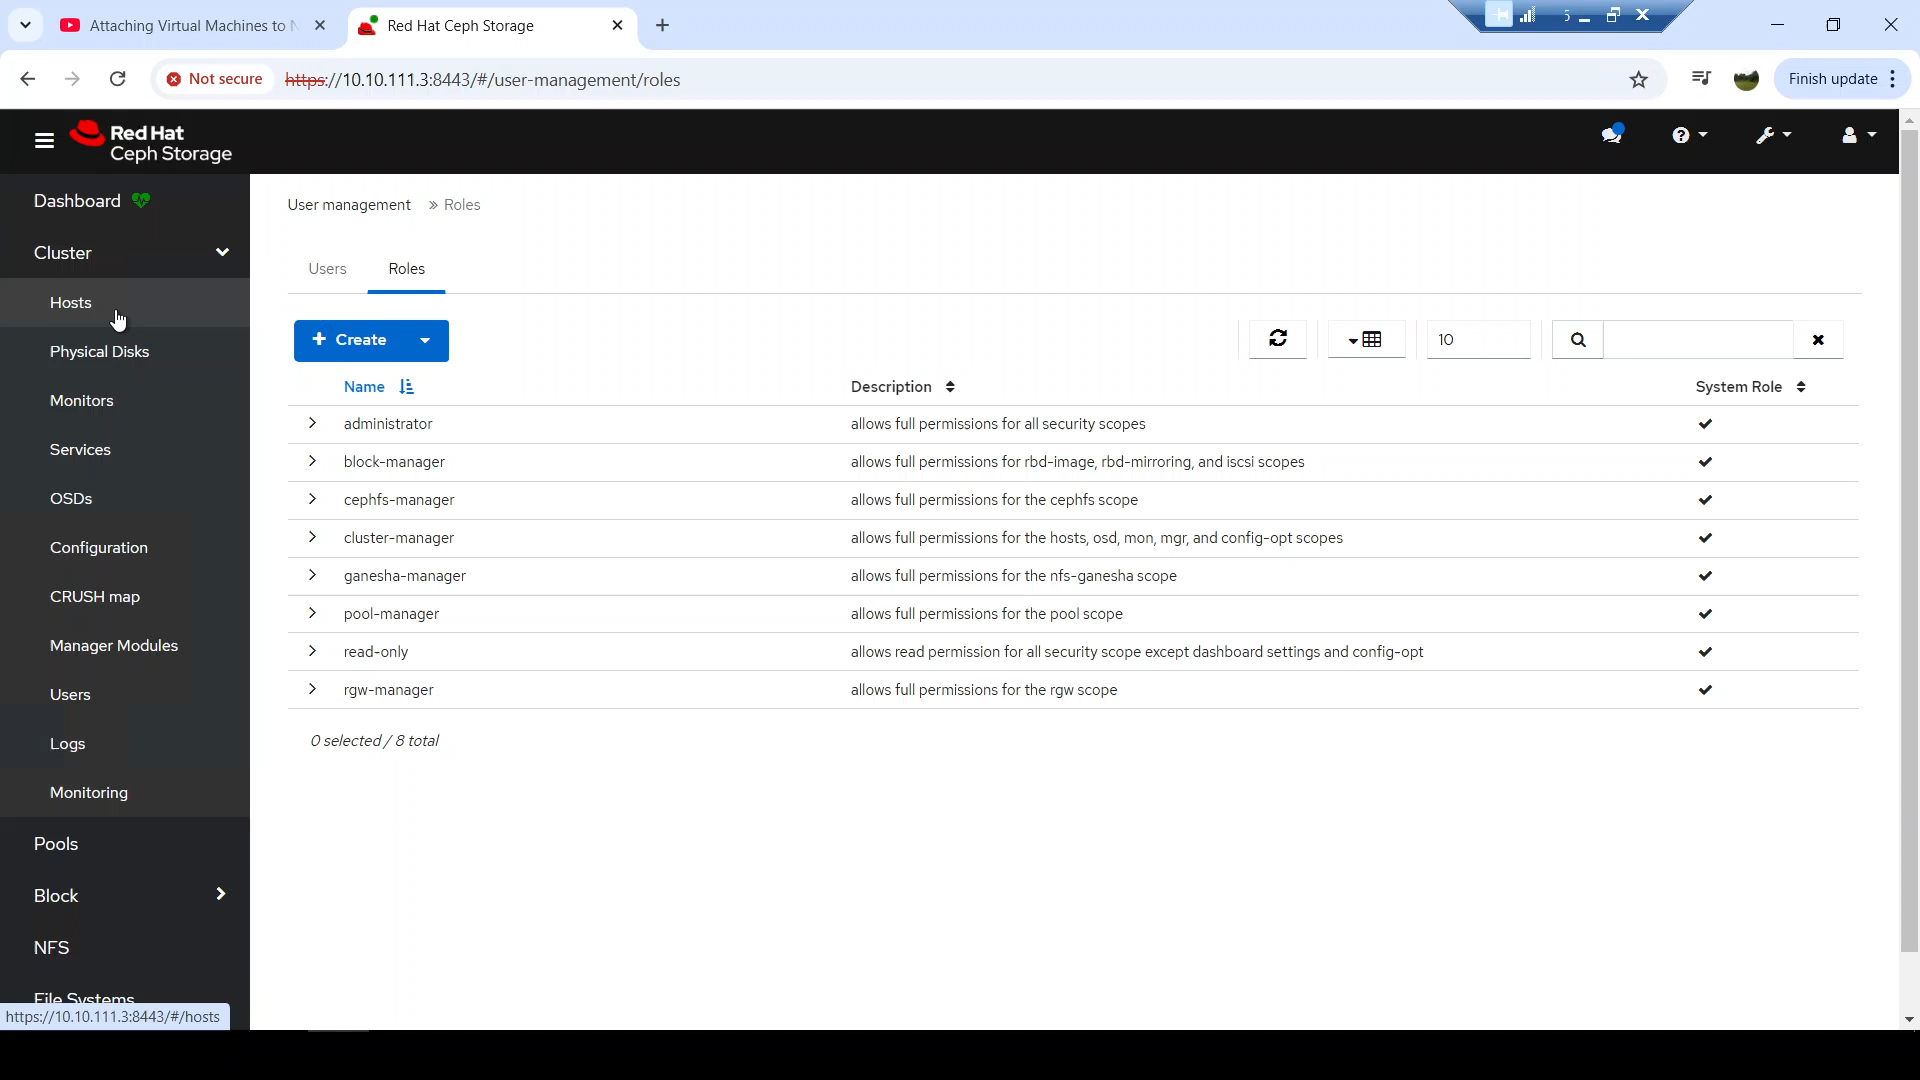 Attaching Virtual Machines to N
Red Hat Ceph Storage
5
Not secure
https://10.10.111.3:8443/#/user-management/roles
Finish update
Red Hat
Ceph Storage
Dashboard
Cluster
Hosts
Physical Disks
Monitors
Services
OSDs
Configuration
CRUSH map
Manager Modules
Users
Logs
Monitoring
Pools
Block
NFS
File Systems
https://10.10.111.3:8443/#/hosts
User management » Roles
Users Roles
+ Create
10
Name Description System Role
administrator allows full permissions for all security scopes
block-manager allows full permissions for rbd-image, rbd-mirroring, and iscsi scopes
cephfs-manager allows full permissions for the cephfs scope
cluster-manager allows full permissions for the hosts, osd, mon, mgr, and config-opt scopes
ganesha-manager allows full permissions for the nfs-ganesha scope
pool-manager allows full permissions for the pool scope
read-only allows read permission for all security scope except dashboard settings and config-opt
rgw-manager allows full permissions for the rgw scope
0 selected / 8 total